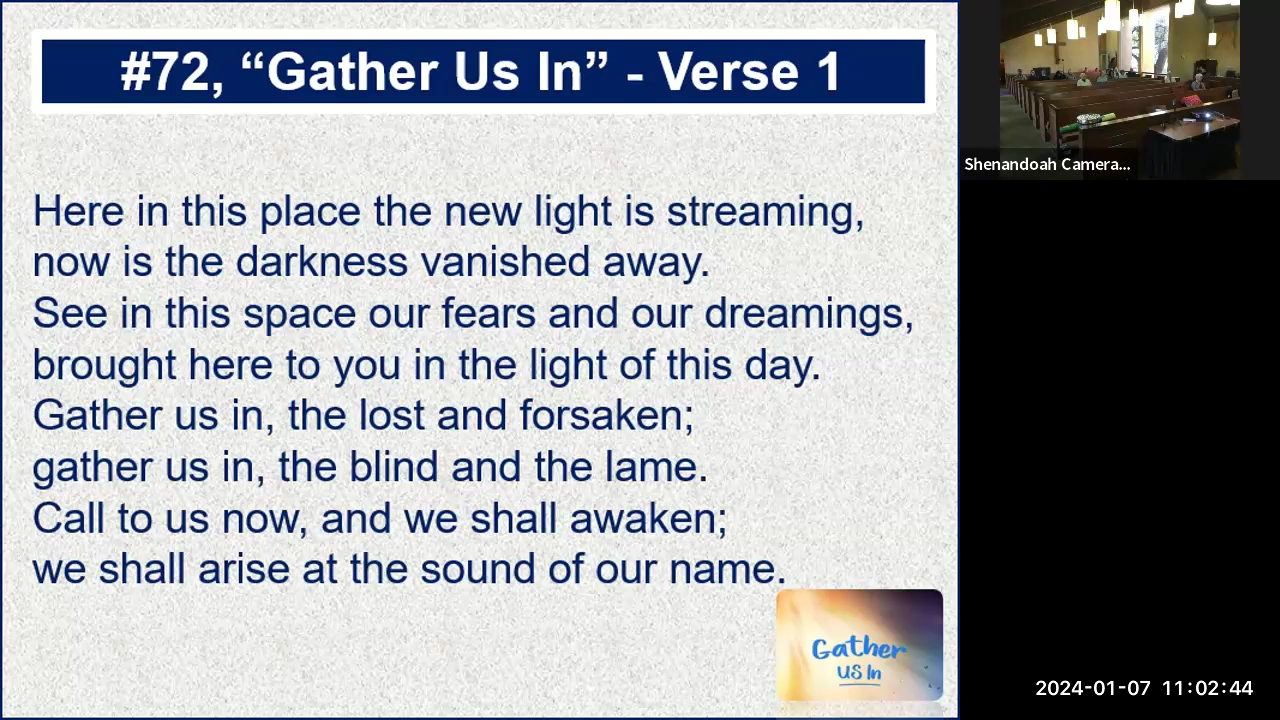 #72, “Gather Us In” - Verse 1
Here in this place the new light is streaming,
now is the darkness vanished away.
See in this space our fears and our dreamings,
brought here to you in the light of this day.
Gather us in, the lost and forsaken;
gather us in, the blind and the lame.
Call to us now, and we shall awaken;
we shall arise at the sound of our name.
Gather
US In
Shenandoah Camera...
2024-01-07 11:02:44